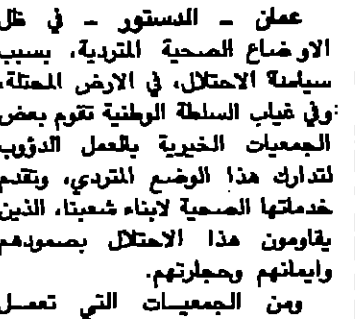 عمان ـ الدستور ـ في ظل
الاوضاع الصحية المتردية، بسبب
سياسة الاحتلال، في الارض المحتلة،
وفي غياب السلطة الوطنية تقوم بعض
الجمعيات الخيرية بالعمل الدؤوب
لتدارك هذا الوضع المتردي، وتقدم
خدماتها الصحية لابناء شعبنا، الذين
يقاومون هذا الاحتلال بصمودهم
وايمانهم وحجارتهم.
ومن الجمعيات التي تعمل